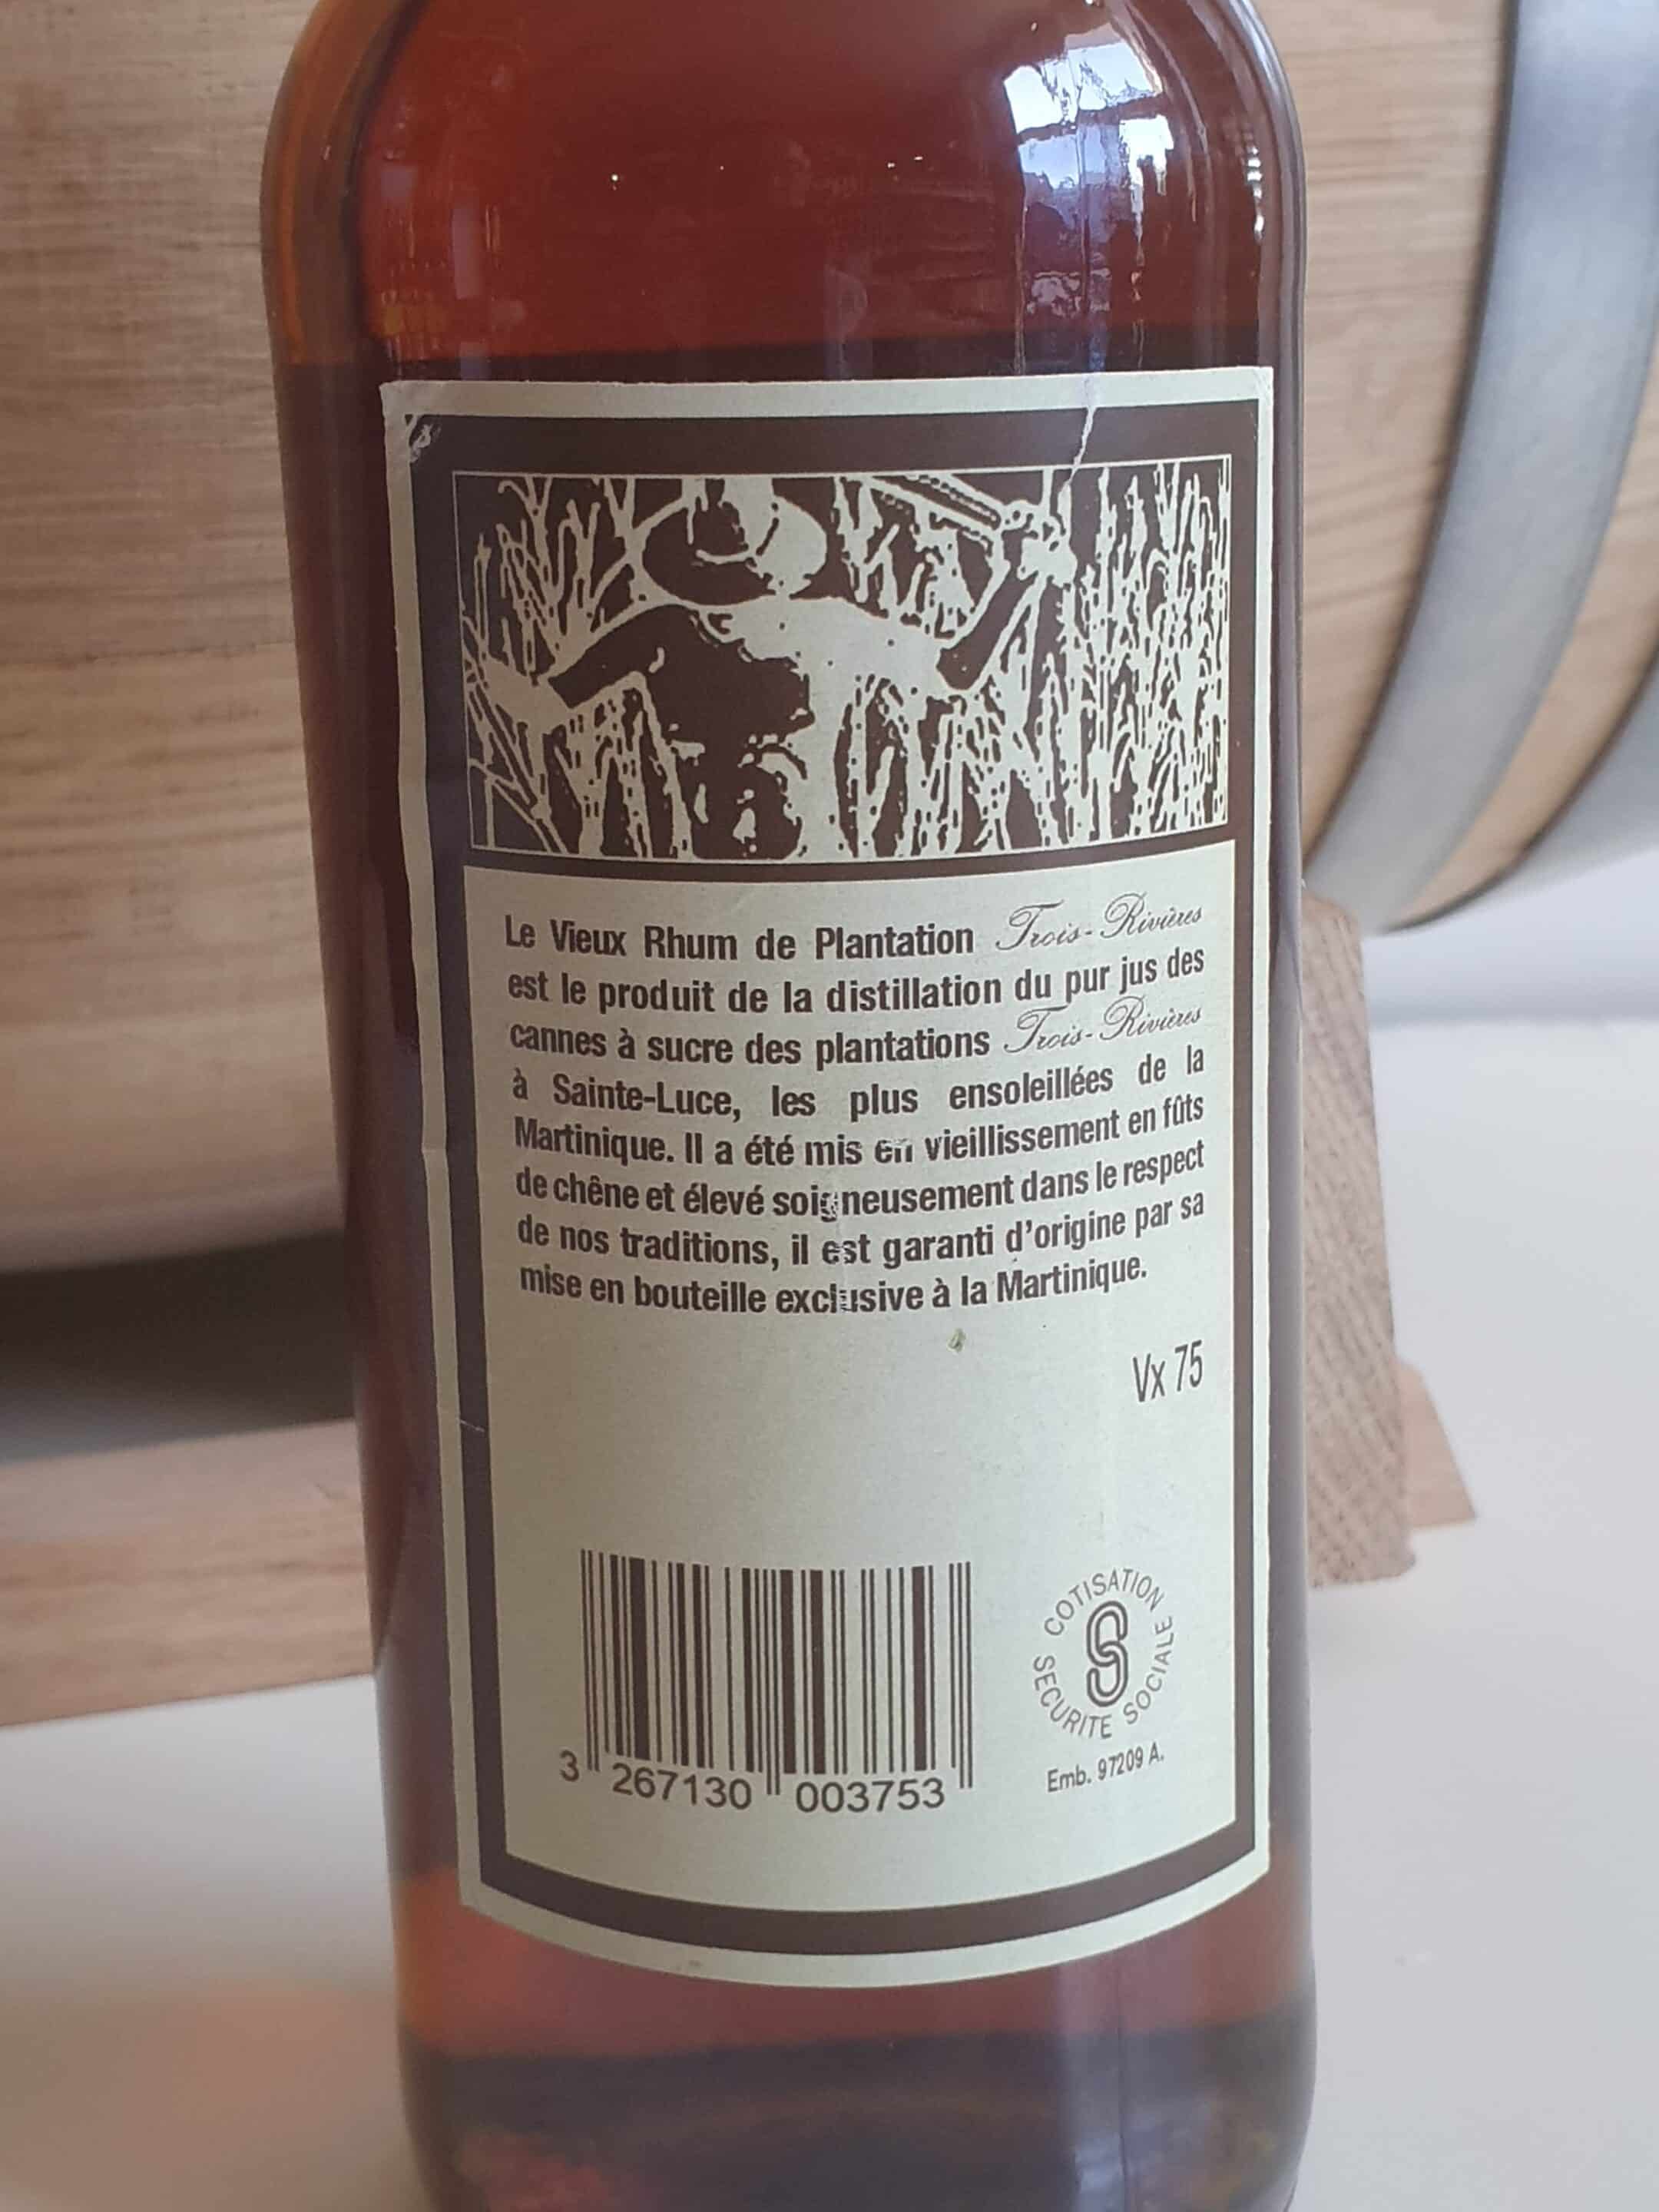 Le Vieux Rhum de Plantation Trois-Rivières
est le produit de la distillation du pur jus des
cannes à sucre des plantations Trois-Rivières
à Sainte-Luce, les plus ensoleillées de la
Martinique. Il a été mis en vieillissement en fûts
de chêne et élevé soigneusement dans le respect
de nos traditions, il est garanti d'origine par sa
mise en bouteille exclusive à la Martinique.
Vx 75
COTISATION
SECURITE SOCIALE
3 267130 003753
Emb. 97209 A.